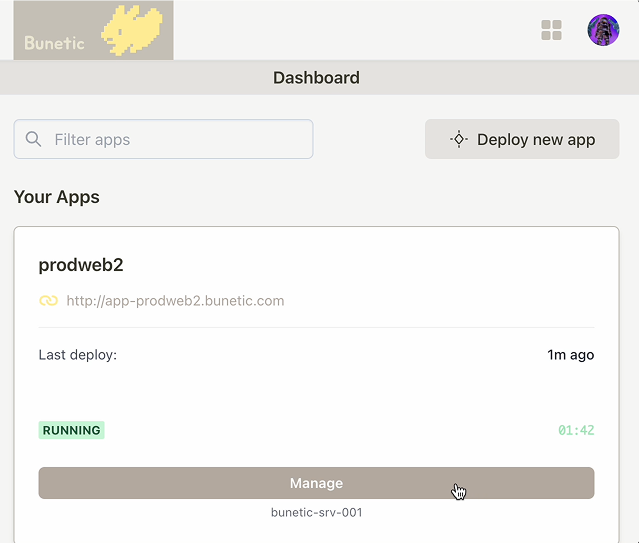 Bunetic
Dashboard
Filter apps
Deploy new app
Your Apps
prodweb2
http://app-prodweb2.bunetic.com
Last deploy: 1m ago
RUNNING 01:42
Manage
bunetic-srv-001